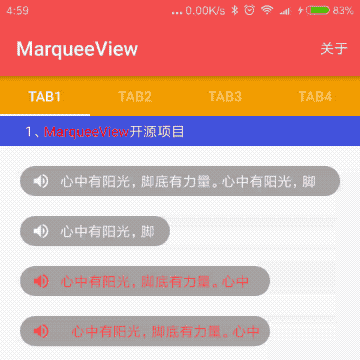 4:59 ... 0.00K/s 83%
MarqueeView 关于
TAB1 TAB2 TAB3 TAB4
1、MarqueeView开源项目
心中有阳光，脚底有力量。心中有阳光，脚
心中有阳光，脚
心中有阳光，脚底有力量。心中
心中有阳光，脚底有力量。心中